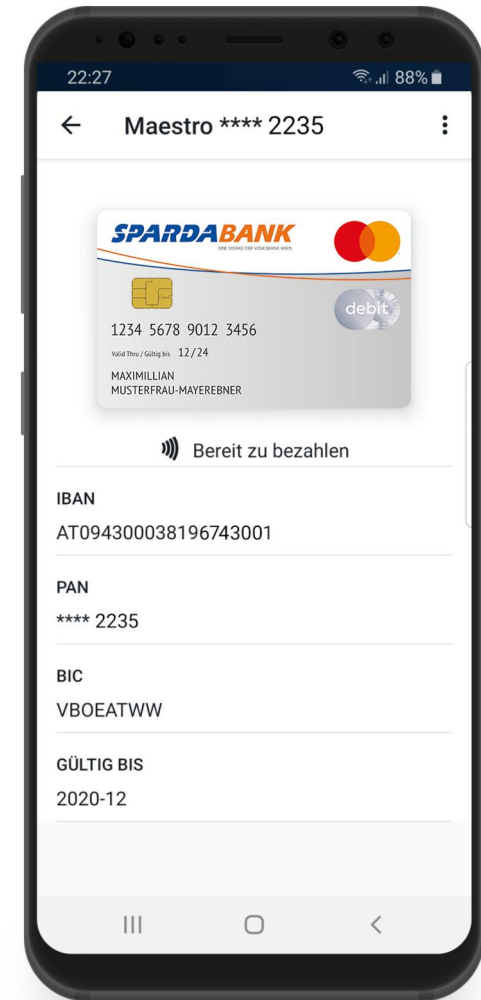 22:27
88%
Maestro **** 2235
SPARDABANK
EINE MARKE DER VOLKSBANK WIEN
debit
1234 5678 9012 3456
Valid Thru / Gültig bis 12/24
MAXIMILLIAN
MUSTERFRAU-MAYEREBNER
Bereit zu bezahlen
IBAN
AT094300038196743001
PAN
**** 2235
BIC
VBOEATWW
GÜLTIG BIS
2020-12